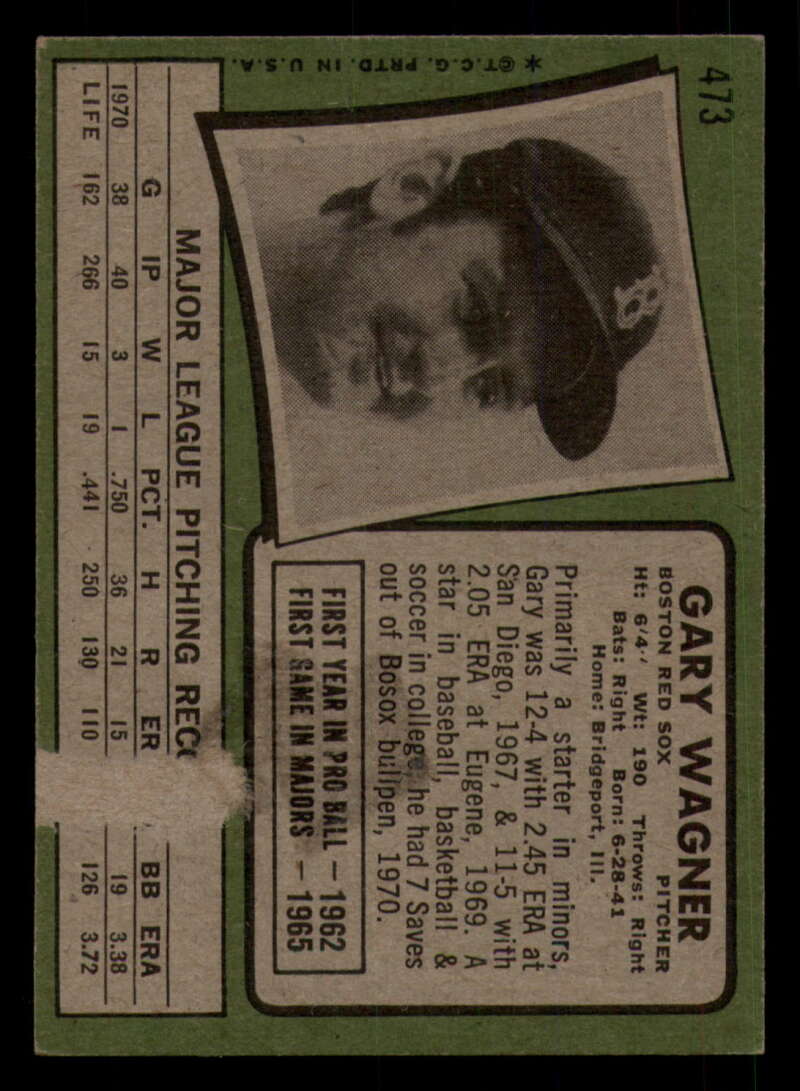 473
GARY WAGNER
BOSTON RED SOX PITCHER
Ht: 6'4" Wt: 190 Throws: Right
Bats: Right Born: 6-28-41
Home: Bridgeport, Ill.
Primarily a starter in minors,
Gary was 12-4 with 2.45 ERA at
San Diego, 1967, & 11-5 with
2.05 ERA at Eugene, 1969. A
star in baseball, basketball &
soccer in college, he had 7 Saves
out of Bosox bullpen, 1970.
FIRST YEAR IN PRO BALL — 1962
FIRST GAME IN MAJORS — 1965
B
MAJOR LEAGUE PITCHING REC
G IP W L PCT. H R ER BB ERA
1970 38 40 3 1 .750 36 21 15 19 3.38
LIFE 162 266 15 19 .441 250 130 110 126 3.72
* ©T.C.G. PRTD. IN U.S.A.